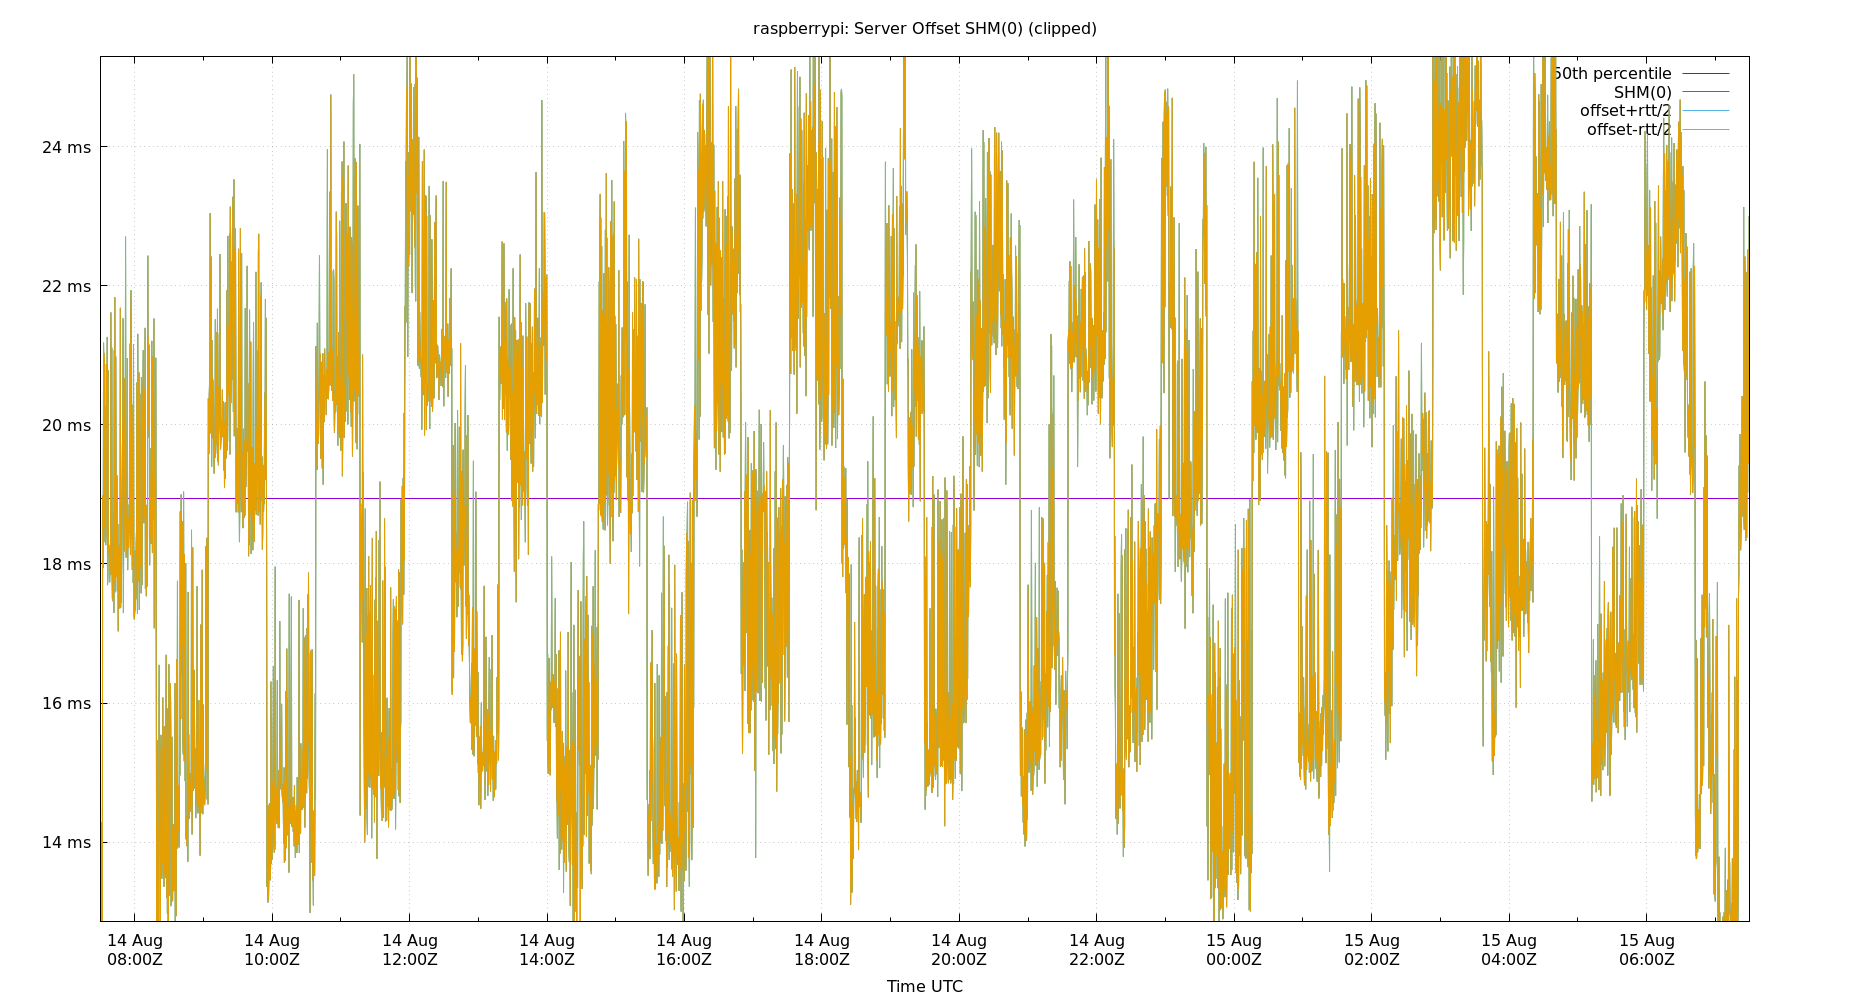 raspberrypi: Server Offset SHM(0) (clipped)
50th percentile
SHM(0)
offset+rtt/2
offset-rtt/2
24 ms
22 ms
20 ms
18 ms
16 ms
14 ms
14 Aug 14 Aug 14 Aug 14 Aug 14 Aug 14 Aug 14 Aug 14 Aug 15 Aug 15 Aug 15 Aug 15 Aug
08:00Z 10:00Z 12:00Z 14:00Z 16:00Z 18:00Z 20:00Z 22:00Z 00:00Z 02:00Z 04:00Z 06:00Z
Time UTC